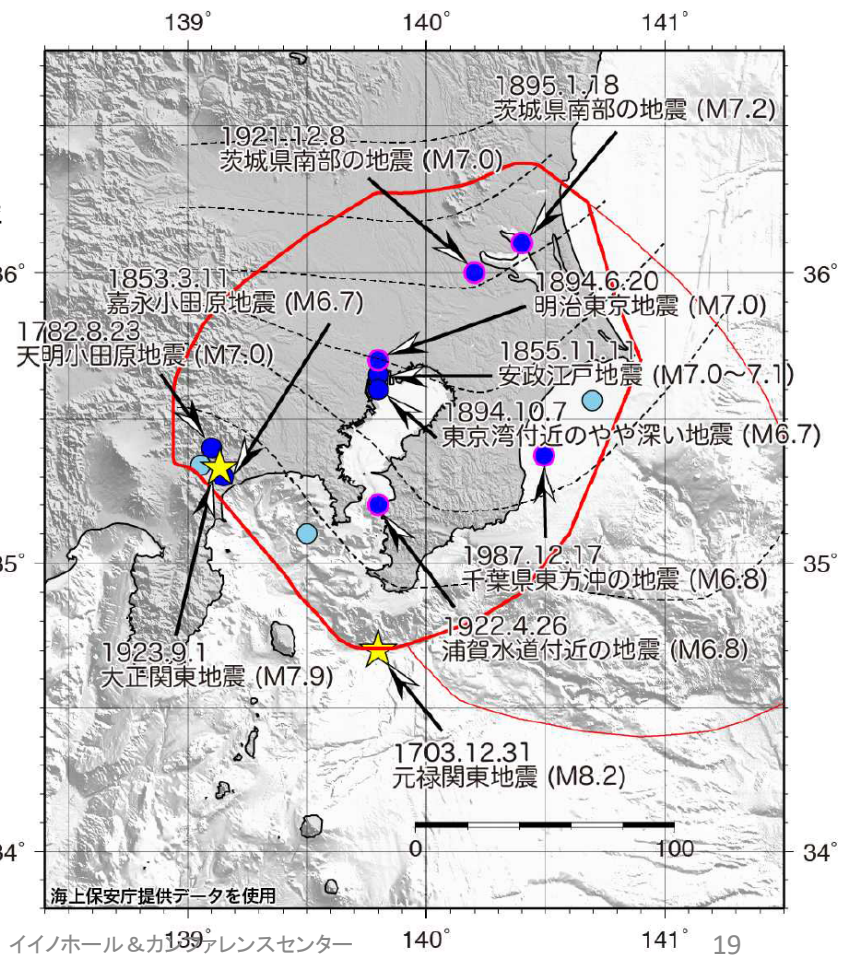 139°
140°
141°
1895.1.18
茨城県南部の地震 (M7.2)
1921.12.8
茨城県南部の地震 (M7.0)
36°
36°
1853.3.11
嘉永小田原地震 (M6.7)
1894.6.20
明治東京地震 (M7.0)
1782.8.23
天明小田原地震 (M7.0)
1855.11.11
安政江戸地震 (M7.0～7.1)
1894.10.7
東京湾付近のやや深い地震 (M6.7)
35°
35°
1987.12.17
千葉県東方沖の地震 (M6.8)
1922.4.26
浦賀水道付近の地震 (M6.8)
1923.9.1
大正関東地震 (M7.9)
1703.12.31
元禄関東地震 (M8.2)
0
100
34°
34°
海上保安庁提供データを使用
139°
140°
141°
イイノホール＆カンファレンスセンター
19